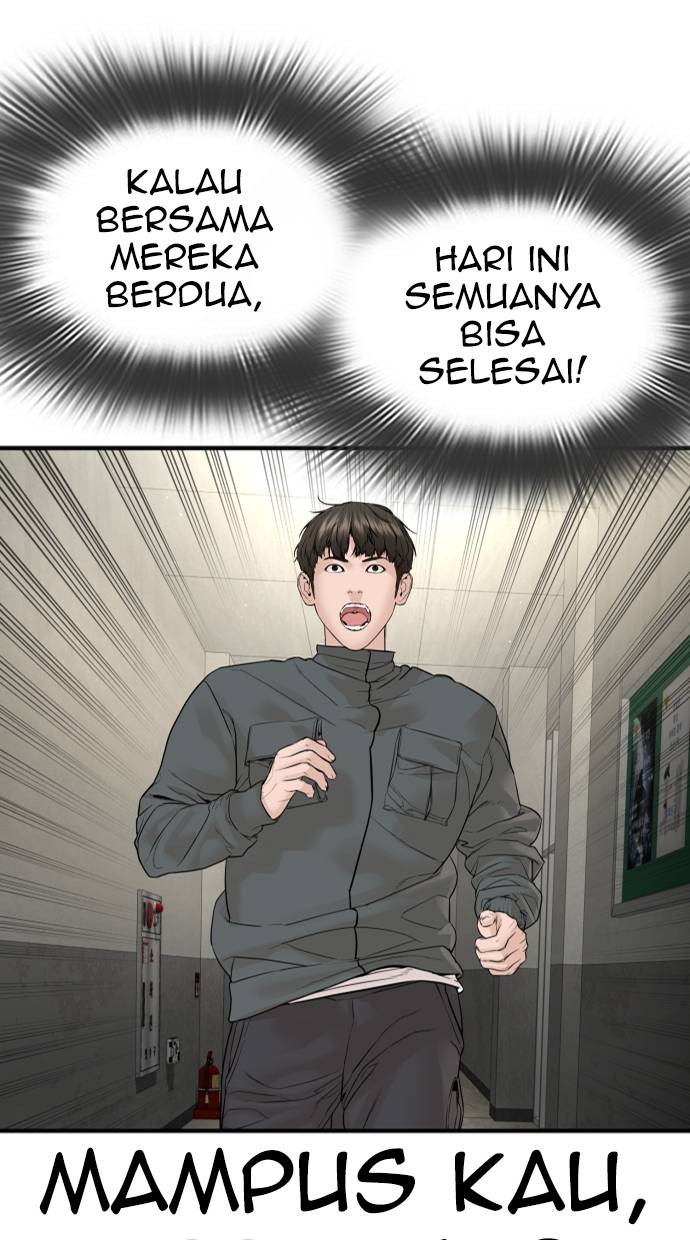 KALAU
BERSAMA
MEREKA
BERDUA,
HARI INI
SEMUANYA
BISA
SELESAI!
MAMPUS KAU,